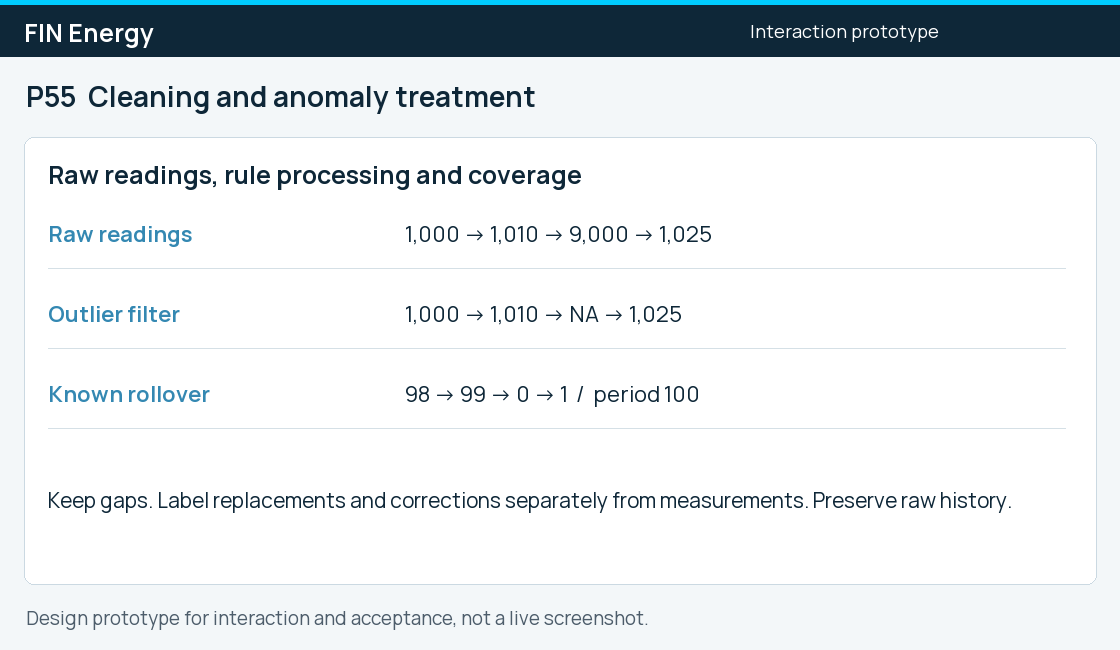 FIN Energy
Interaction prototype
P55 Cleaning and anomaly treatment
Raw readings, rule processing and coverage
Raw readings 1,000 → 1,010 → 9,000 → 1,025
Outlier filter 1,000 → 1,010 → NA → 1,025
Known rollover 98 → 99 → 0 → 1 / period 100
Keep gaps. Label replacements and corrections separately from measurements. Preserve raw history.
Design prototype for interaction and acceptance, not a live screenshot.